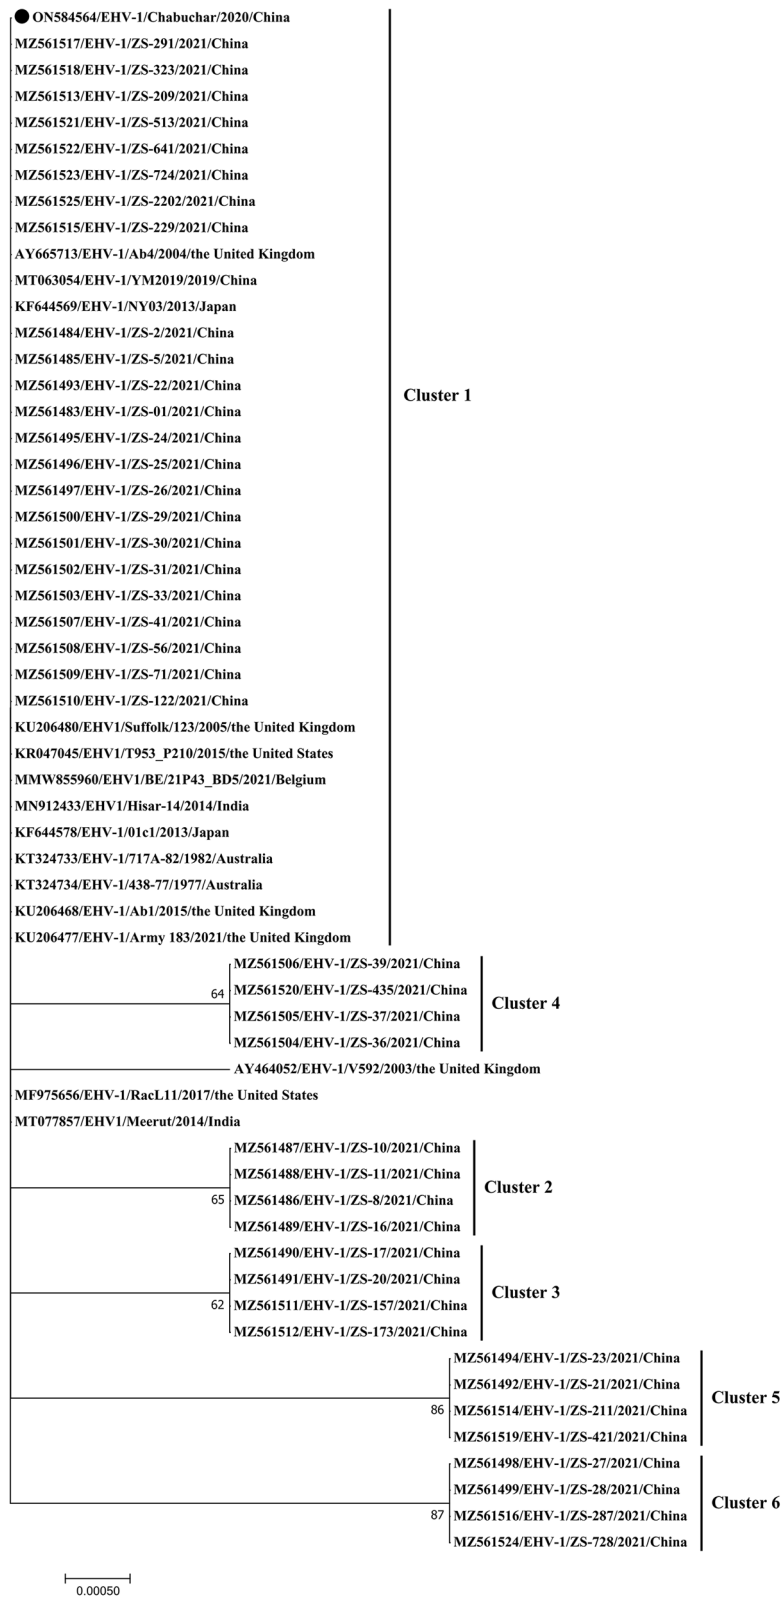 ON584564/EHV-1/Chabuchar/2020/China
MZ561517/EHV-1/ZS-291/2021/China
MZ561518/EHV-1/ZS-323/2021/China
MZ561513/EHV-1/ZS-209/2021/China
MZ561521/EHV-1/ZS-513/2021/China
MZ561522/EHV-1/ZS-641/2021/China
MZ561523/EHV-1/ZS-724/2021/China
MZ561525/EHV-1/ZS-2202/2021/China
MZ561515/EHV-1/ZS-229/2021/China
AY665713/EHV-1/Ab4/2004/the United Kingdom
MT063054/EHV-1/YM2019/2019/China
KF644569/EHV-1/NY03/2013/Japan
MZ561484/EHV-1/ZS-2/2021/China
MZ561485/EHV-1/ZS-5/2021/China
MZ561493/EHV-1/ZS-22/2021/China
Cluster 1
MZ561483/EHV-1/ZS-01/2021/China
MZ561495/EHV-1/ZS-24/2021/China
MZ561496/EHV-1/ZS-25/2021/China
MZ561497/EHV-1/ZS-26/2021/China
MZ561500/EHV-1/ZS-29/2021/China
MZ561501/EHV-1/ZS-30/2021/China
MZ561502/EHV-1/ZS-31/2021/China
MZ561503/EHV-1/ZS-33/2021/China
MZ561507/EHV-1/ZS-41/2021/China
MZ561508/EHV-1/ZS-56/2021/China
MZ561509/EHV-1/ZS-71/2021/China
MZ561510/EHV-1/ZS-122/2021/China
KU206480/EHV1/Suffolk/123/2005/the United Kingdom
KR047045/EHV1/T953_P210/2015/the United States
MMW855960/EHV1/BE/21P43_BD5/2021/Belgium
MN912433/EHV1/Hisar-14/2014/India
KF644578/EHV-1/01c1/2013/Japan
KT324733/EHV-1/717A-82/1982/Australia
KT324734/EHV-1/438-77/1977/Australia
KU206468/EHV-1/Ab1/2015/the United Kingdom
KU206477/EHV-1/Army 183/2021/the United Kingdom
MZ561506/EHV-1/ZS-39/2021/China
64
MZ561520/EHV-1/ZS-435/2021/China
Cluster 4
MZ561505/EHV-1/ZS-37/2021/China
MZ561504/EHV-1/ZS-36/2021/China
AY464052/EHV-1/V592/2003/the United Kingdom
MF975656/EHV-1/RacL11/2017/the United States
MT077857/EHV1/Meerut/2014/India
MZ561487/EHV-1/ZS-10/2021/China
MZ561488/EHV-1/ZS-11/2021/China
Cluster 2
65
MZ561486/EHV-1/ZS-8/2021/China
MZ561489/EHV-1/ZS-16/2021/China
MZ561490/EHV-1/ZS-17/2021/China
MZ561491/EHV-1/ZS-20/2021/China
Cluster 3
62
MZ561511/EHV-1/ZS-157/2021/China
MZ561512/EHV-1/ZS-173/2021/China
MZ561494/EHV-1/ZS-23/2021/China
MZ561492/EHV-1/ZS-21/2021/China
Cluster 5
86
MZ561514/EHV-1/ZS-211/2021/China
MZ561519/EHV-1/ZS-421/2021/China
MZ561498/EHV-1/ZS-27/2021/China
MZ561499/EHV-1/ZS-28/2021/China
Cluster 6
87
MZ561516/EHV-1/ZS-287/2021/China
MZ561524/EHV-1/ZS-728/2021/China
0.00050